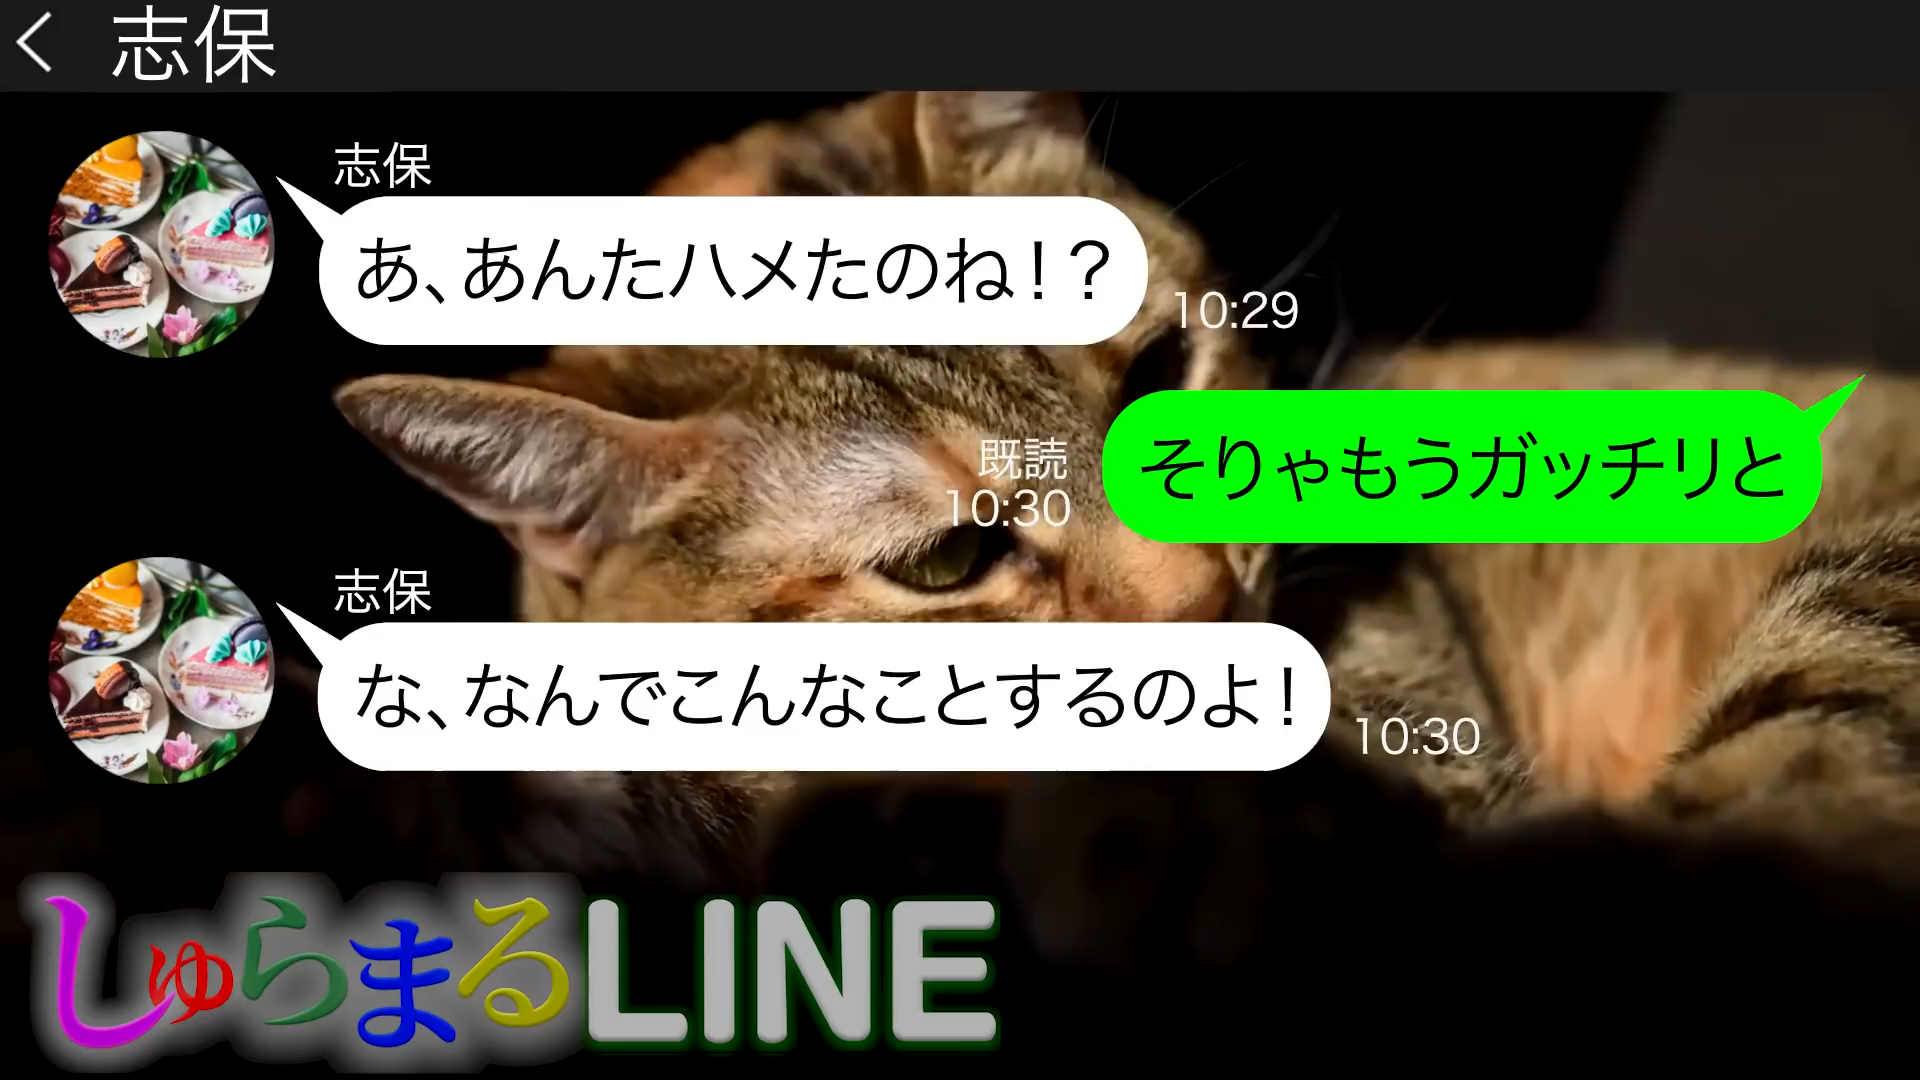 志保
志保
あ、あんたハメたのね！？
10:29
そりゃもうガッチリと
既読
10:30
志保
な、なんでこんなことするのよ！
10:30
しゅらまるLINE